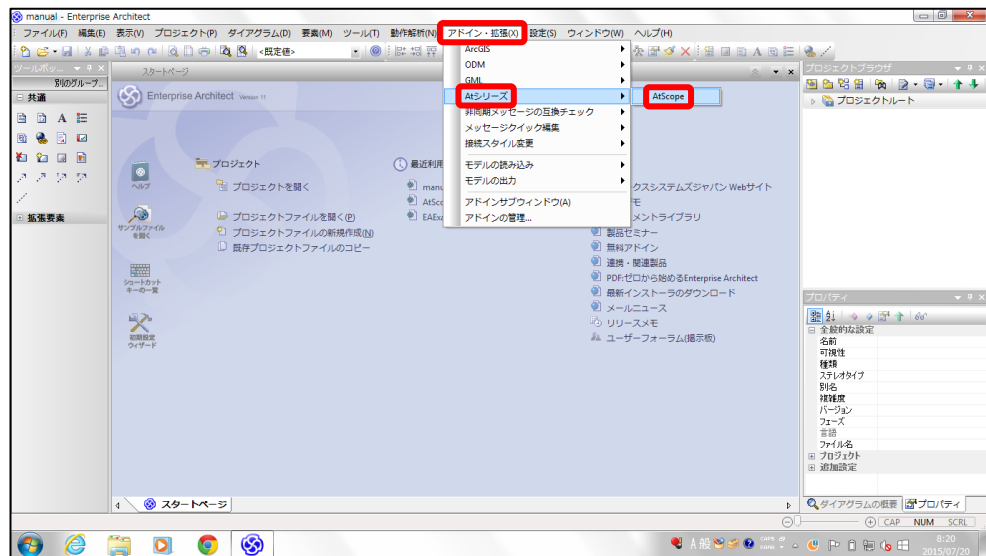 manual - Enterprise Architect
ファイル(F) 編集(E) 表示(V) プロジェクト(P) ダイアグラム(D) 要素(M) ツール(T) 動作解析(N) アドイン・拡張(X) 設定(S) ウィンドウ(W) ヘルプ(H)
<既定値>
ツールボッ...
別のグループ...
共通
拡張要素
スタートページ
Enterprise Architect Version 11
ヘルプ
サンプルファイル
を開く
ショートカット
キーの一覧
初期設定
ウィザード
プロジェクト
プロジェクトを開く
プロジェクトファイルを開く(P)
プロジェクトファイルの新規作成(N)
既存プロジェクトファイルのコピー
最近利用
manu
AtSco
EAExa
ArcGIS
ODM
GML
Atシリーズ
AtScope
非同期メッセージの互換チェック
メッセージクイック編集
接続スタイル変更
モデルの読み込み
モデルの出力
アドインサブウィンドウ(A)
アドインの管理...
クスシステムズジャパン Webサイト
モ
メントライブラリ
製品セミナー
無料アドイン
連携・関連製品
PDF:ゼロから始めるEnterprise Architect
最新インストーラのダウンロード
メールニュース
リリースメモ
ユーザーフォーラム(掲示板)
プロジェクトブラウザ
プロジェクトルート
プロパティ
全般的な設定
名前
可視性
種類
ステレオタイプ
別名
複雑度
バージョン
フェーズ
言語
ファイル名
プロジェクト
追加設定
スタートページ
ダイアグラムの概要 プロパティ
CAP NUM SCRL
A 般
CAPS
KANA
8:20
2015/07/20